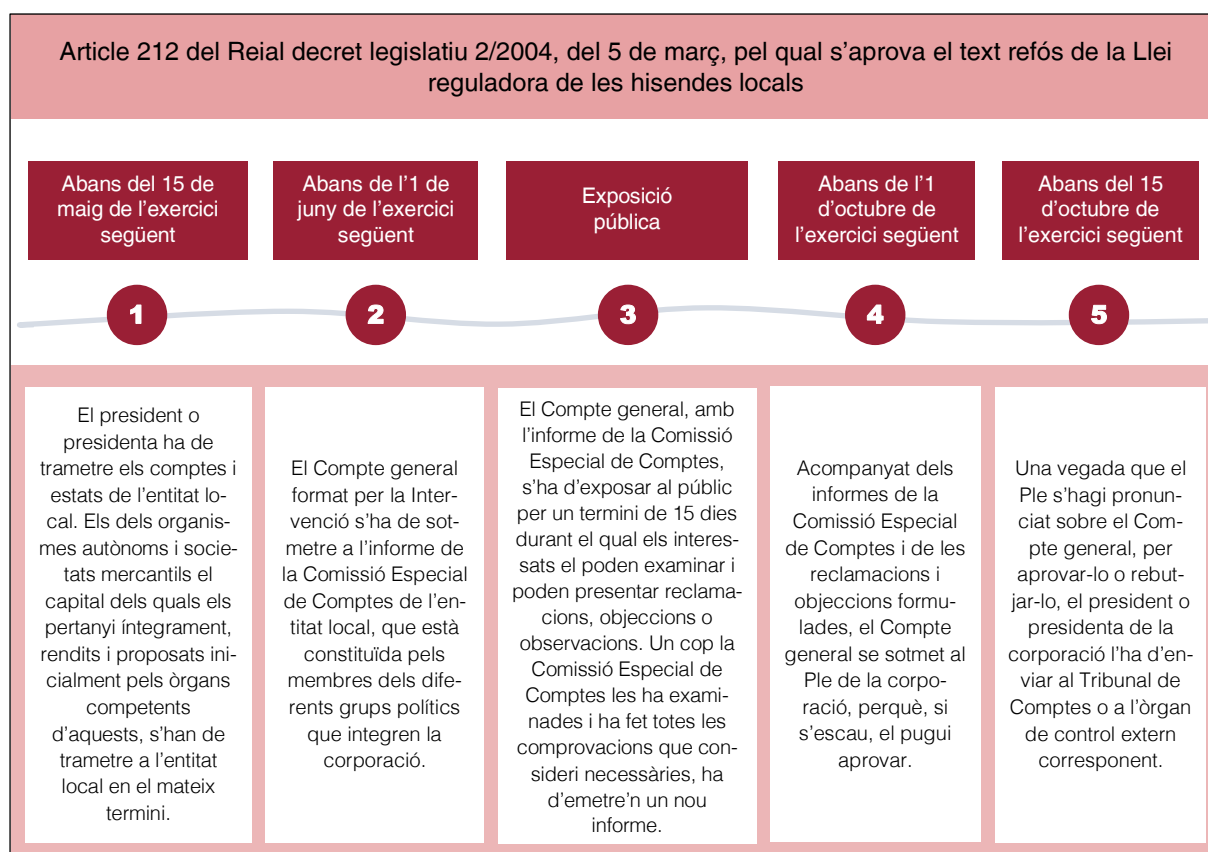 Article 212 del Reial decret legislatiu 2/2004, del 5 de març, pel qual s’aprova el text refós de la Llei
reguladora de les hisendes locals
Abans del 15 de
maig de l’exercici
següent
Abans de l’1 de
juny de l’exercici
següent
Exposició
pública
Abans de l’1
d’octubre de
l’exercici següent
Abans del 15
d’octubre de
l’exercici següent
1
2
3
4
5
El president o
presidenta ha de
trametre els comptes i
estats de l’entitat lo-
cal. Els dels organis-
mes autònoms i socie-
tats mercantils el
capital dels quals els
pertanyi íntegrament,
rendits i proposats ini-
cialment pels òrgans
competents
d’aquests, s’han de
trametre a l’entitat
local en el mateix
termini.
El Compte general
format per la Inter-
venció s’ha de sot-
metre a l’informe de
la Comissió Especial
de Comptes de l’en-
titat local, que està
constituïda pels
membres dels dife-
rents grups polítics
que integren la
corporació.
El Compte general, amb
l’informe de la Comissió
Especial de Comptes,
s’ha d’exposar al públic
per un termini de 15 dies
durant el qual els interes-
sats el poden examinar i
poden presentar reclama-
cions, objeccions o
observacions. Un cop la
Comissió Especial de
Comptes les ha exami-
nades i ha fet totes les
comprovacions que con-
sideri necessàries, ha
d’emetre’n un nou
informe.
Acompanyat dels
informes de la
Comissió Especial
de Comptes i de les
reclamacions i
objeccions formu-
lades, el Compte
general se sotmet al
Ple de la corpo-
ració, perquè, si
s’escau, el pugui
aprovar.
Una vegada que el
Ple s’hagi pronun-
ciat sobre el Com-
pte general, per
aprovar-lo o rebut-
jar-lo, el president o
presidenta de la
corporació l’ha d’en-
viar al Tribunal de
Comptes o a l’òrgan
de control extern
corresponent.